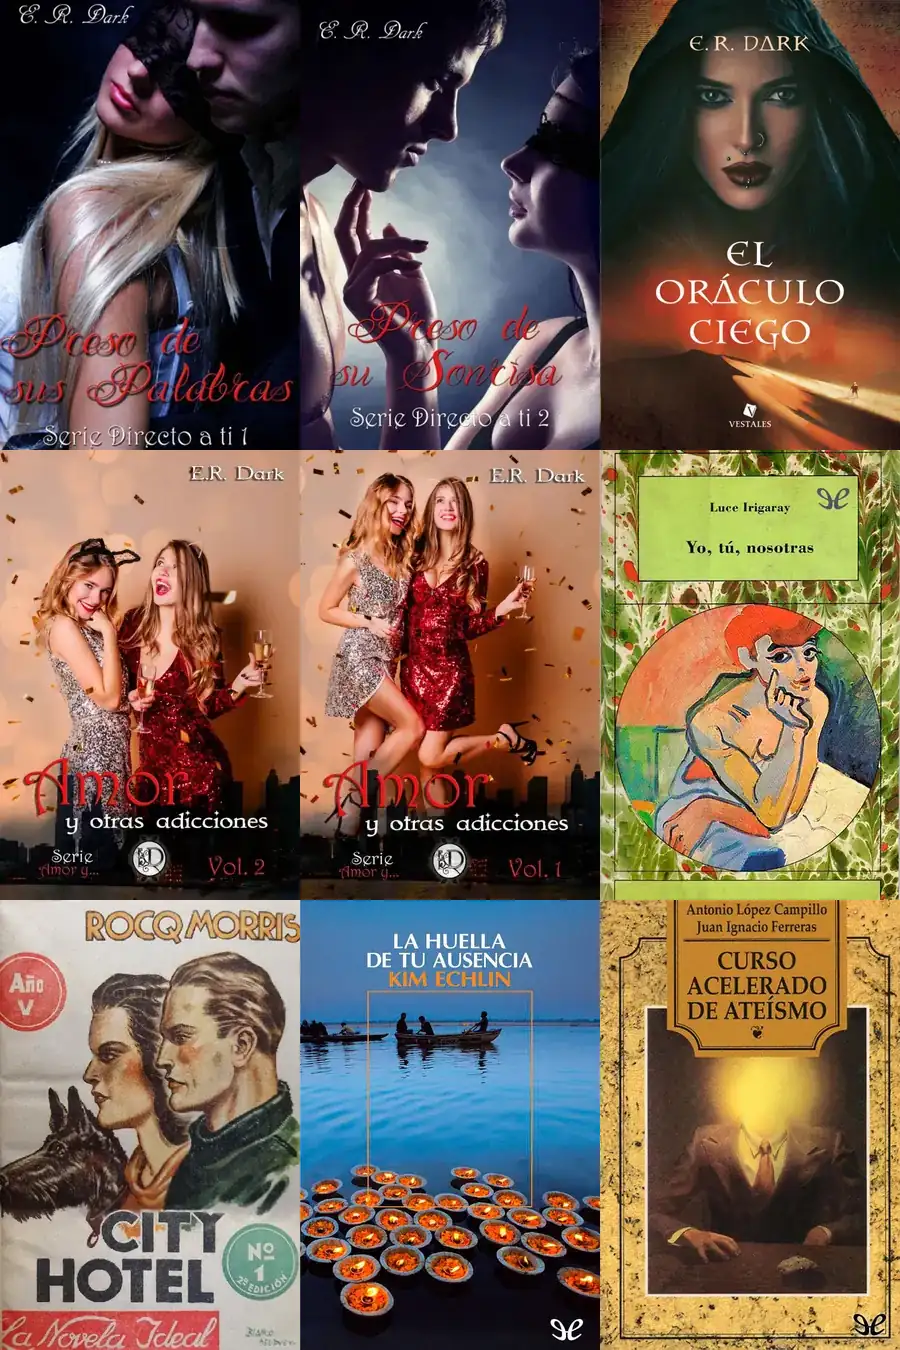 E. R. Dark
Preso de
sus Palabras
Serie Directo a ti 1
E. R. Dark
Preso de
su Sonrisa
Serie Directo a ti 2
E. R. DARK
EL
ORÁCULO
CIEGO
V
VESTALES
E.R. Dark
Amor
y otras adicciones
Serie
Amor y...
Vol. 2
E.R. Dark
Amor
y otras adicciones
Serie
Amor y...
Vol. 1
Luce Irigaray
Yo, tú, nosotras
ROCQ MORRIS
Año
V
CITY
HOTEL
Nº
1
2ª EDICIÓN
La Novela Ideal
LA HUELLA
DE TU AUSENCIA
KIM ECHLIN
Antonio López Campillo
Juan Ignacio Ferreras
CURSO
ACELERADO
DE ATEÍSMO